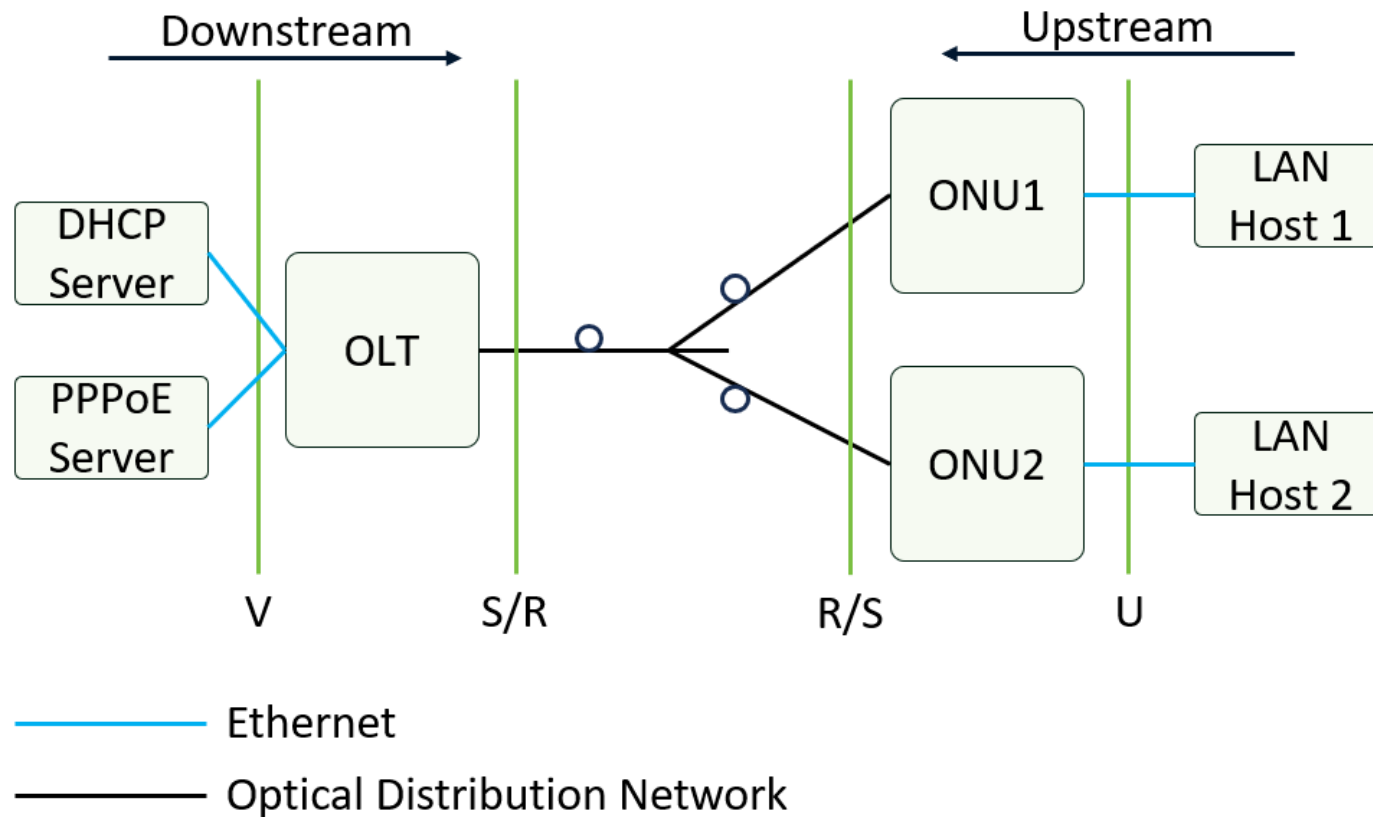 Downstream
Upstream
DHCP
Server
PPPoE
Server
OLT
ONU1
ONU2
LAN
Host 1
LAN
Host 2
V
S/R
R/S
U
Ethernet
Optical Distribution Network